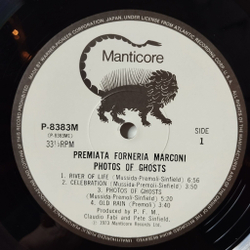 Manticore
P-8383M
(P-8383M1)
33⅓RPM
SIDE
1
PREMIATA FORNERIA MARCONI
PHOTOS OF GHOSTS
1. RIVER OF LIFE (Mussida-Premoli-Sinfield) 6:56
2. CELEBRATION (Mussida-Premoli-Sinfield) 3:50
3. PHOTOS OF GHOSTS
(Mussida-Premoli-Sinfield) 5:20
4. OLD RAIN (Premoli) 3:40
Produced by P. F. M.,
Claudio Fabi and Pete Sinfield.
℗ 1973 Manticore Records Ltd.